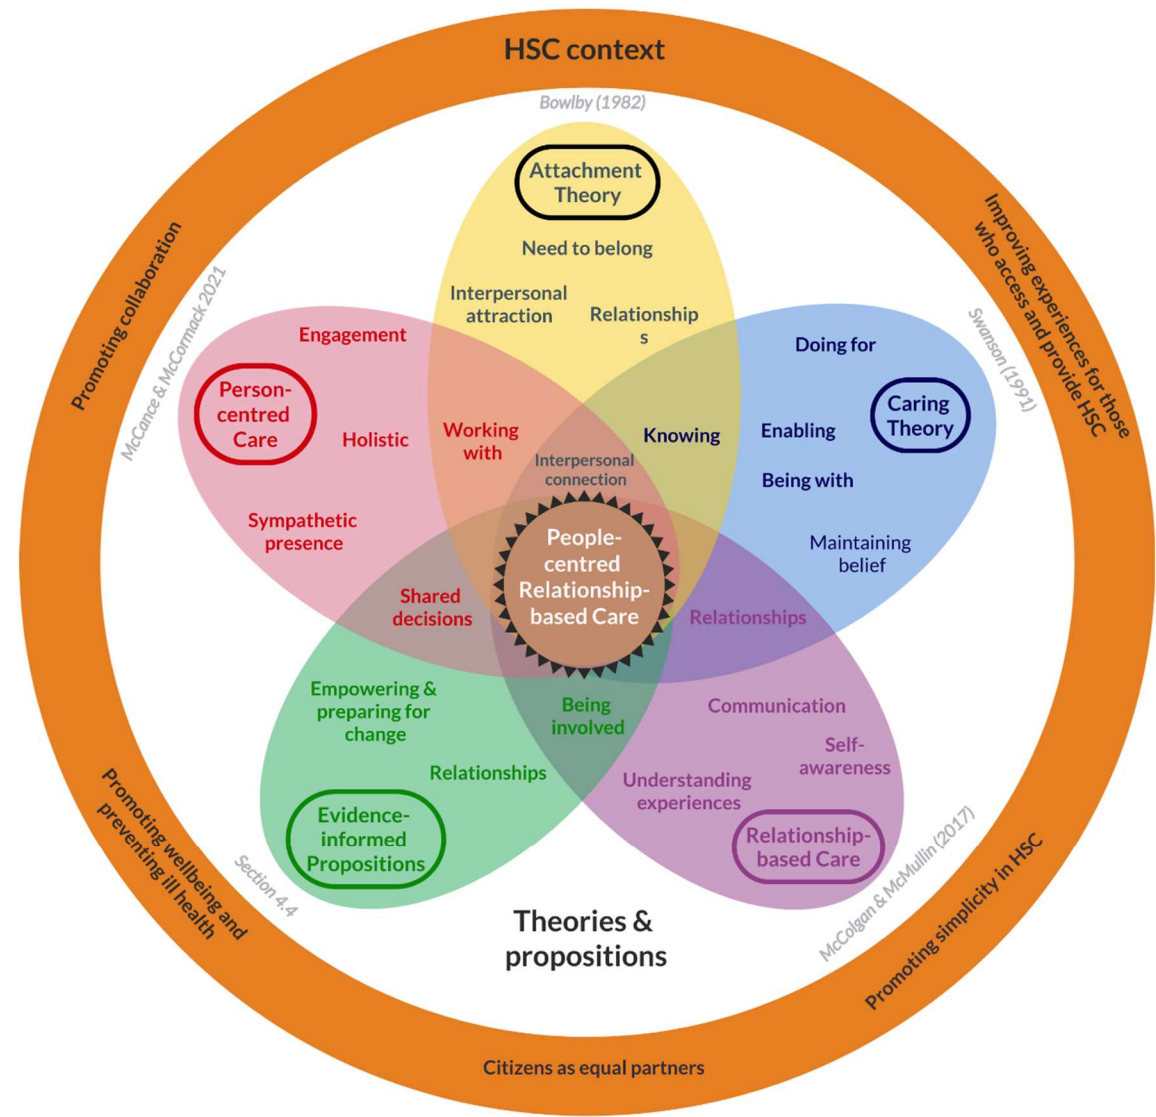 HSC context
Bowlby (1982)
Attachment
Theory
Need to belong
Interpersonal
attraction
Relationship
s
Promoting collaboration
McCance & McCormack 2021
Improving experiences for those
who access and provide HSC
Swanson (1991)
Engagement
Person-
centred
Care
Holistic
Sympathetic
presence
Working
with
Knowing
Interpersonal
connection
Doing for
Caring
Theory
Enabling
Being with
Maintaining
belief
People-
centred
Relationship-
based Care
Shared
decisions
Relationships
Empowering &
preparing for
change
Relationships
Evidence-
informed
Propositions
Being
involved
Communication
Self-
awareness
Understanding
experiences
Relationship-
based Care
Promoting wellbeing and
preventing ill health
Section 4.4
McColgan & McMullin (2017)
Promoting simplicity in HSC
Theories &
propositions
Citizens as equal partners